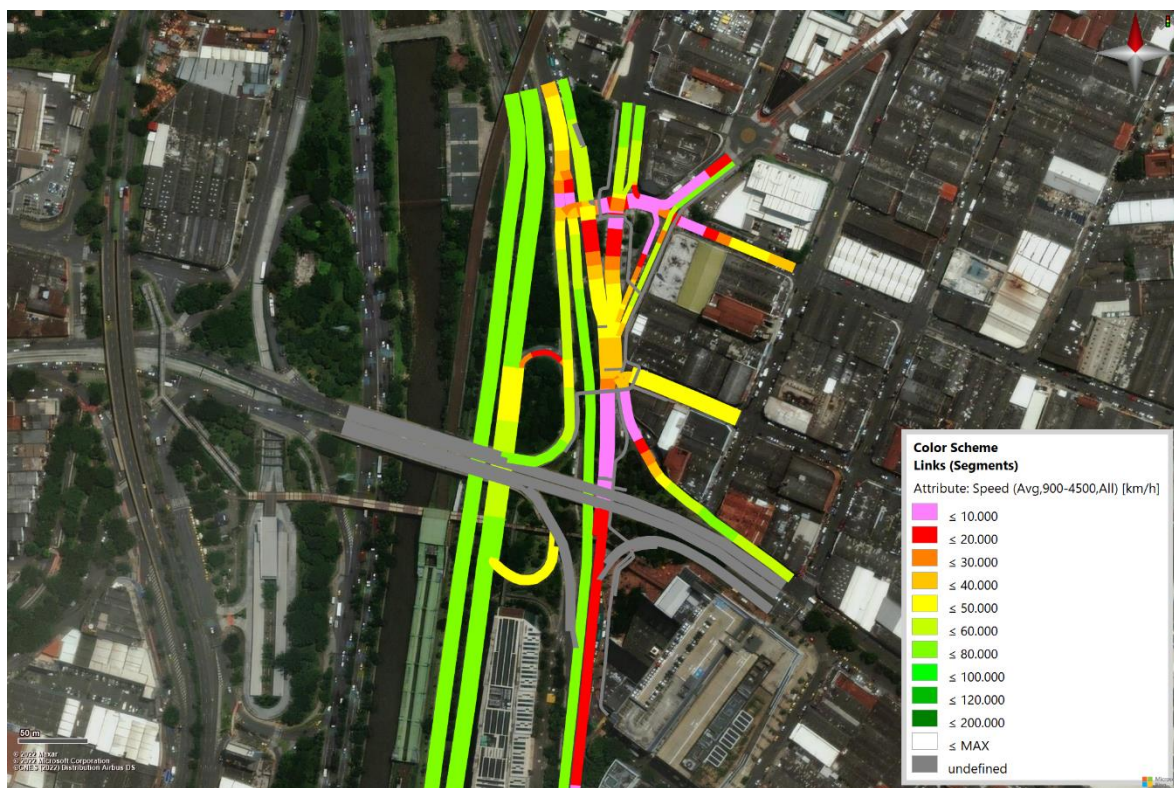 Color Scheme
Links (Segments)
Attribute: Speed (Avg,900-4500,All) [km/h]
≤ 10.000
≤ 20.000
≤ 30.000
≤ 40.000
≤ 50.000
≤ 60.000
≤ 80.000
≤ 100.000
≤ 120.000
≤ 200.000
≤ MAX
undefined
50 m
© 2022 Maxar
© 2022 Microsoft Corporation
©CNES (2022) Distribution Airbus DS